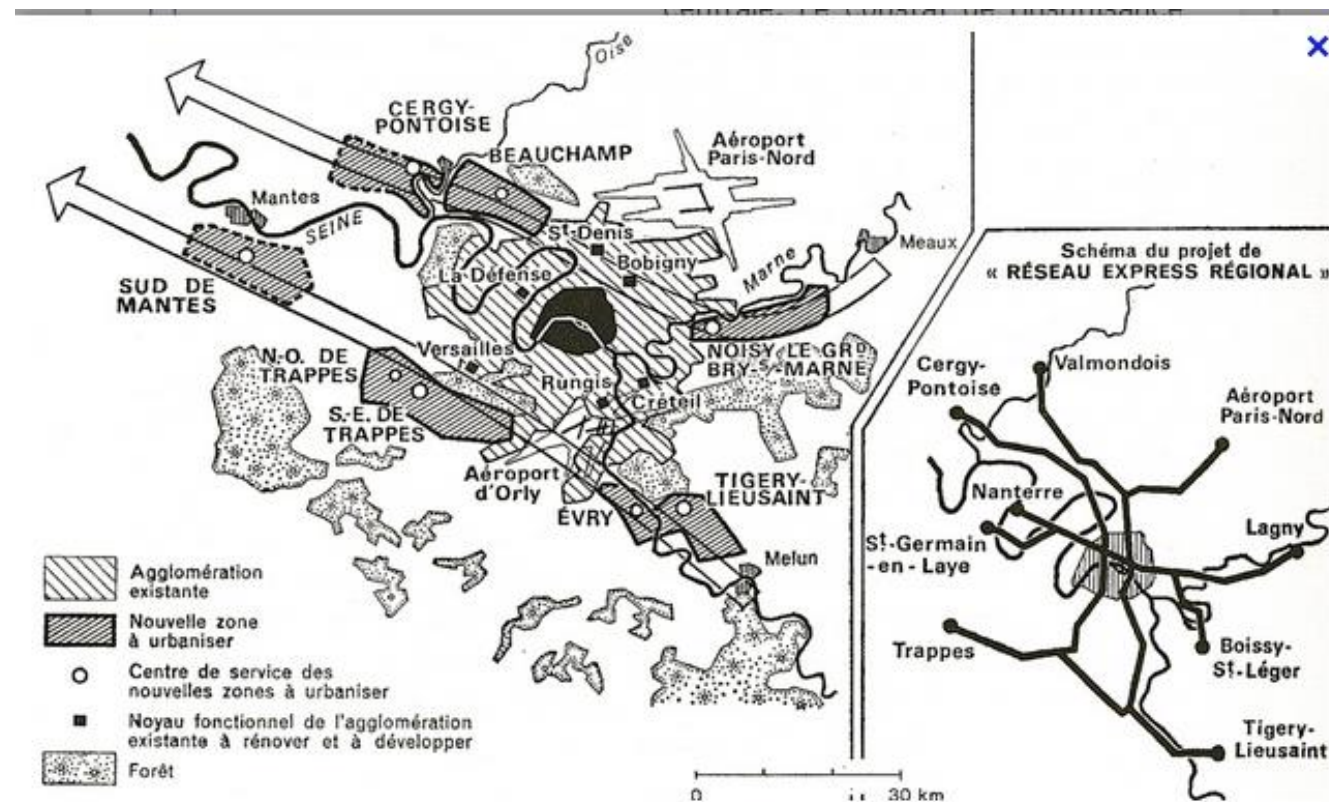 Oise
CERGY-
PONTOISE
BEAUCHAMP
Aéroport
Paris-Nord
Mantes
SEINE
St-Denis
Bobigny
Marne
Meaux
La Défense
SUD DE
MANTES
Versailles
NOISY LE GRD
BRY-S-MARNE
N.-O. DE
TRAPPES
Rungis
Créteil
S.-E. DE
TRAPPES
Aéroport
d'Orly
TIGERY-
LIEUSAINT
ÉVRY
Melun
Agglomération
existante
Nouvelle zone
à urbaniser
Centre de service des
nouvelles zones à urbaniser
Noyau fonctionnel de l'agglomération
existante à rénover et à développer
Forêt
0 30 km
Schéma du projet de
« RÉSEAU EXPRESS RÉGIONAL »
Valmondois
Cergy-
Pontoise
Aéroport
Paris-Nord
Nanterre
Lagny
St-Germain
-en-Laye
Trappes
Boissy-
St-Léger
Tigery-
Lieusaint